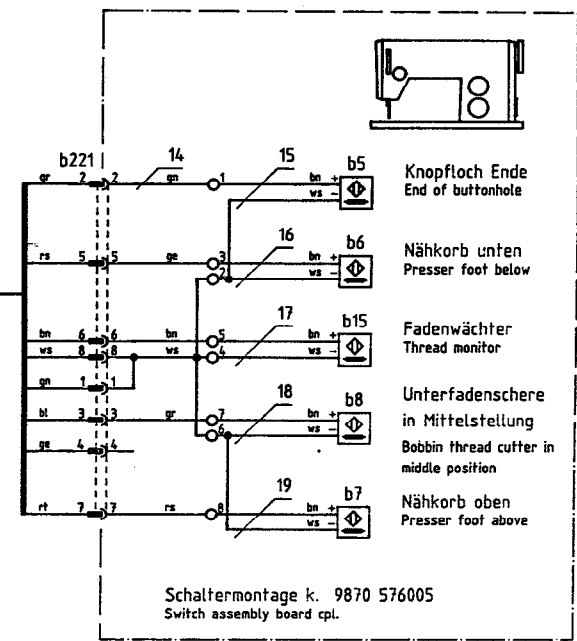 b221
14
15
gr 2 2 gn 1 bn + b5
ws -
Knopfloch Ende
End of buttonhole
16
rs 5 5 ge 3 bn + b6
2 ws -
Nähkorb unten
Presser foot below
17
bn 6 6 bn 5 bn + b15
ws 8 8 ws 4 ws -
Fadenwächter
Thread monitor
gn 1 1
18
bl 3 3 gr 7 bn + b8
6 ws -
Unterfadenschere
in Mittelstellung
Bobbin thread cutter in
middle position
ge 4 4
19
rt 7 7 rs 8 bn + b7
ws -
Nähkorb oben
Presser foot above
Schaltermontage k. 9870 576005
Switch assembly board cpl.